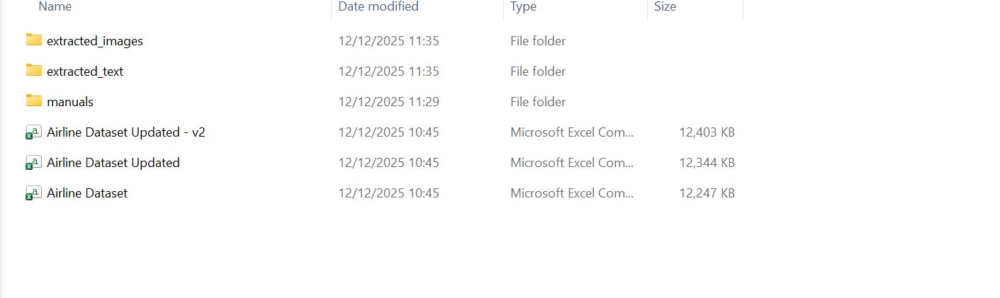 Name Date modified Type Size
extracted_images 12/12/2025 11:35 File folder
extracted_text 12/12/2025 11:35 File folder
manuals 12/12/2025 11:29 File folder
Airline Dataset Updated - v2 12/12/2025 10:45 Microsoft Excel Com... 12,403 KB
Airline Dataset Updated 12/12/2025 10:45 Microsoft Excel Com... 12,344 KB
Airline Dataset 12/12/2025 10:45 Microsoft Excel Com... 12,247 KB